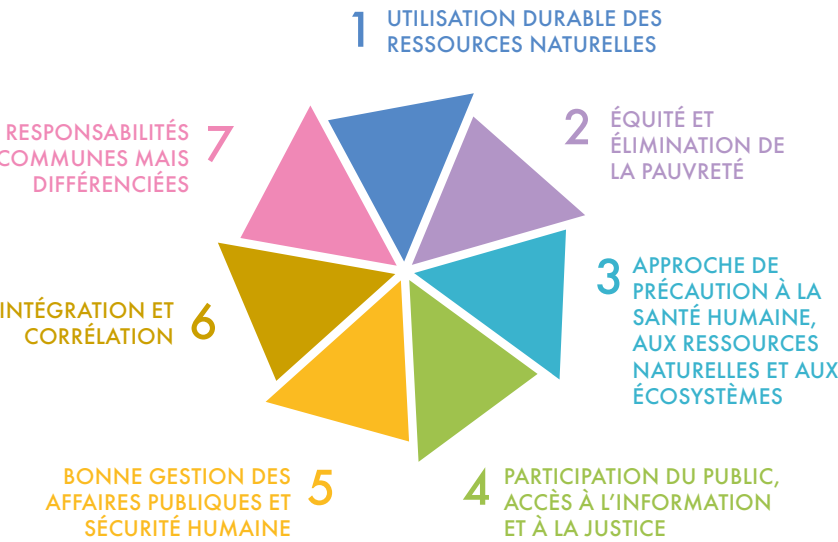 1 UTILISATION DURABLE DES
RESSOURCES NATURELLES
2 ÉQUITÉ ET
ÉLIMINATION DE
LA PAUVRETÉ
3 APPROCHE DE
PRÉCAUTION À LA
SANTÉ HUMAINE,
AUX RESSOURCES
NATURELLES ET AUX
ÉCOSYSTÈMES
4 PARTICIPATION DU PUBLIC,
ACCÈS À L’INFORMATION
ET À LA JUSTICE
5 BONNE GESTION DES
AFFAIRES PUBLIQUES ET
SÉCURITÉ HUMAINE
6 INTÉGRATION ET
CORRÉLATION
7 RESPONSABILITÉS
COMMUNES MAIS
DIFFÉRENCIÉES